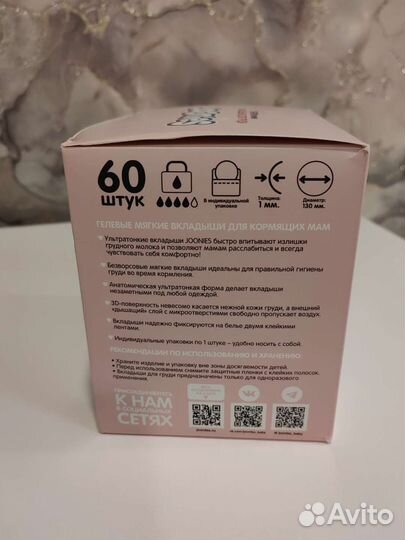 60
ШТУК
В индивидуальной
упаковке
Толщина:
1 мм.
Диаметр:
130 мм.
ГЕЛЕВЫЕ МЯГКИЕ ВКЛАДЫШИ ДЛЯ КОРМЯЩИХ МАМ
Ультратонкие вкладыши JOONIES быстро впитывают излишки
грудного молока и позволяют мамам расслабиться и всегда
чувствовать себя комфортно!
Безворсовые мягкие вкладыши идеальны для правильной гигиены
груди во время кормления.
Анатомическая ультратонкая форма делает вкладыши
незаметными под любой одеждой.
3D-поверхность невесомо касается нежной кожи груди, а внешний
«дышащий» слой с микроотверстиями свободно пропускает воздух.
Вкладыши надежно фиксируются на белье двумя клейкими
лентами.
Индивидуальные упаковки по 1 штуке – удобно носить с собой.
РЕКОМЕНДАЦИИ ПО ИСПОЛЬЗОВАНИЮ И ХРАНЕНИЮ:
• Храните изделие и упаковку вне зоны досягаемости детей.
• Перед использованием снимите защитные пленки с клейких полосок.
• Вкладыши для груди предназначены только для одноразового
применения.
ПРИСОЕДИНЯЙТЕСЬ
К НАМ
В СОЦИАЛЬНЫХ
СЕТЯХ
Avito